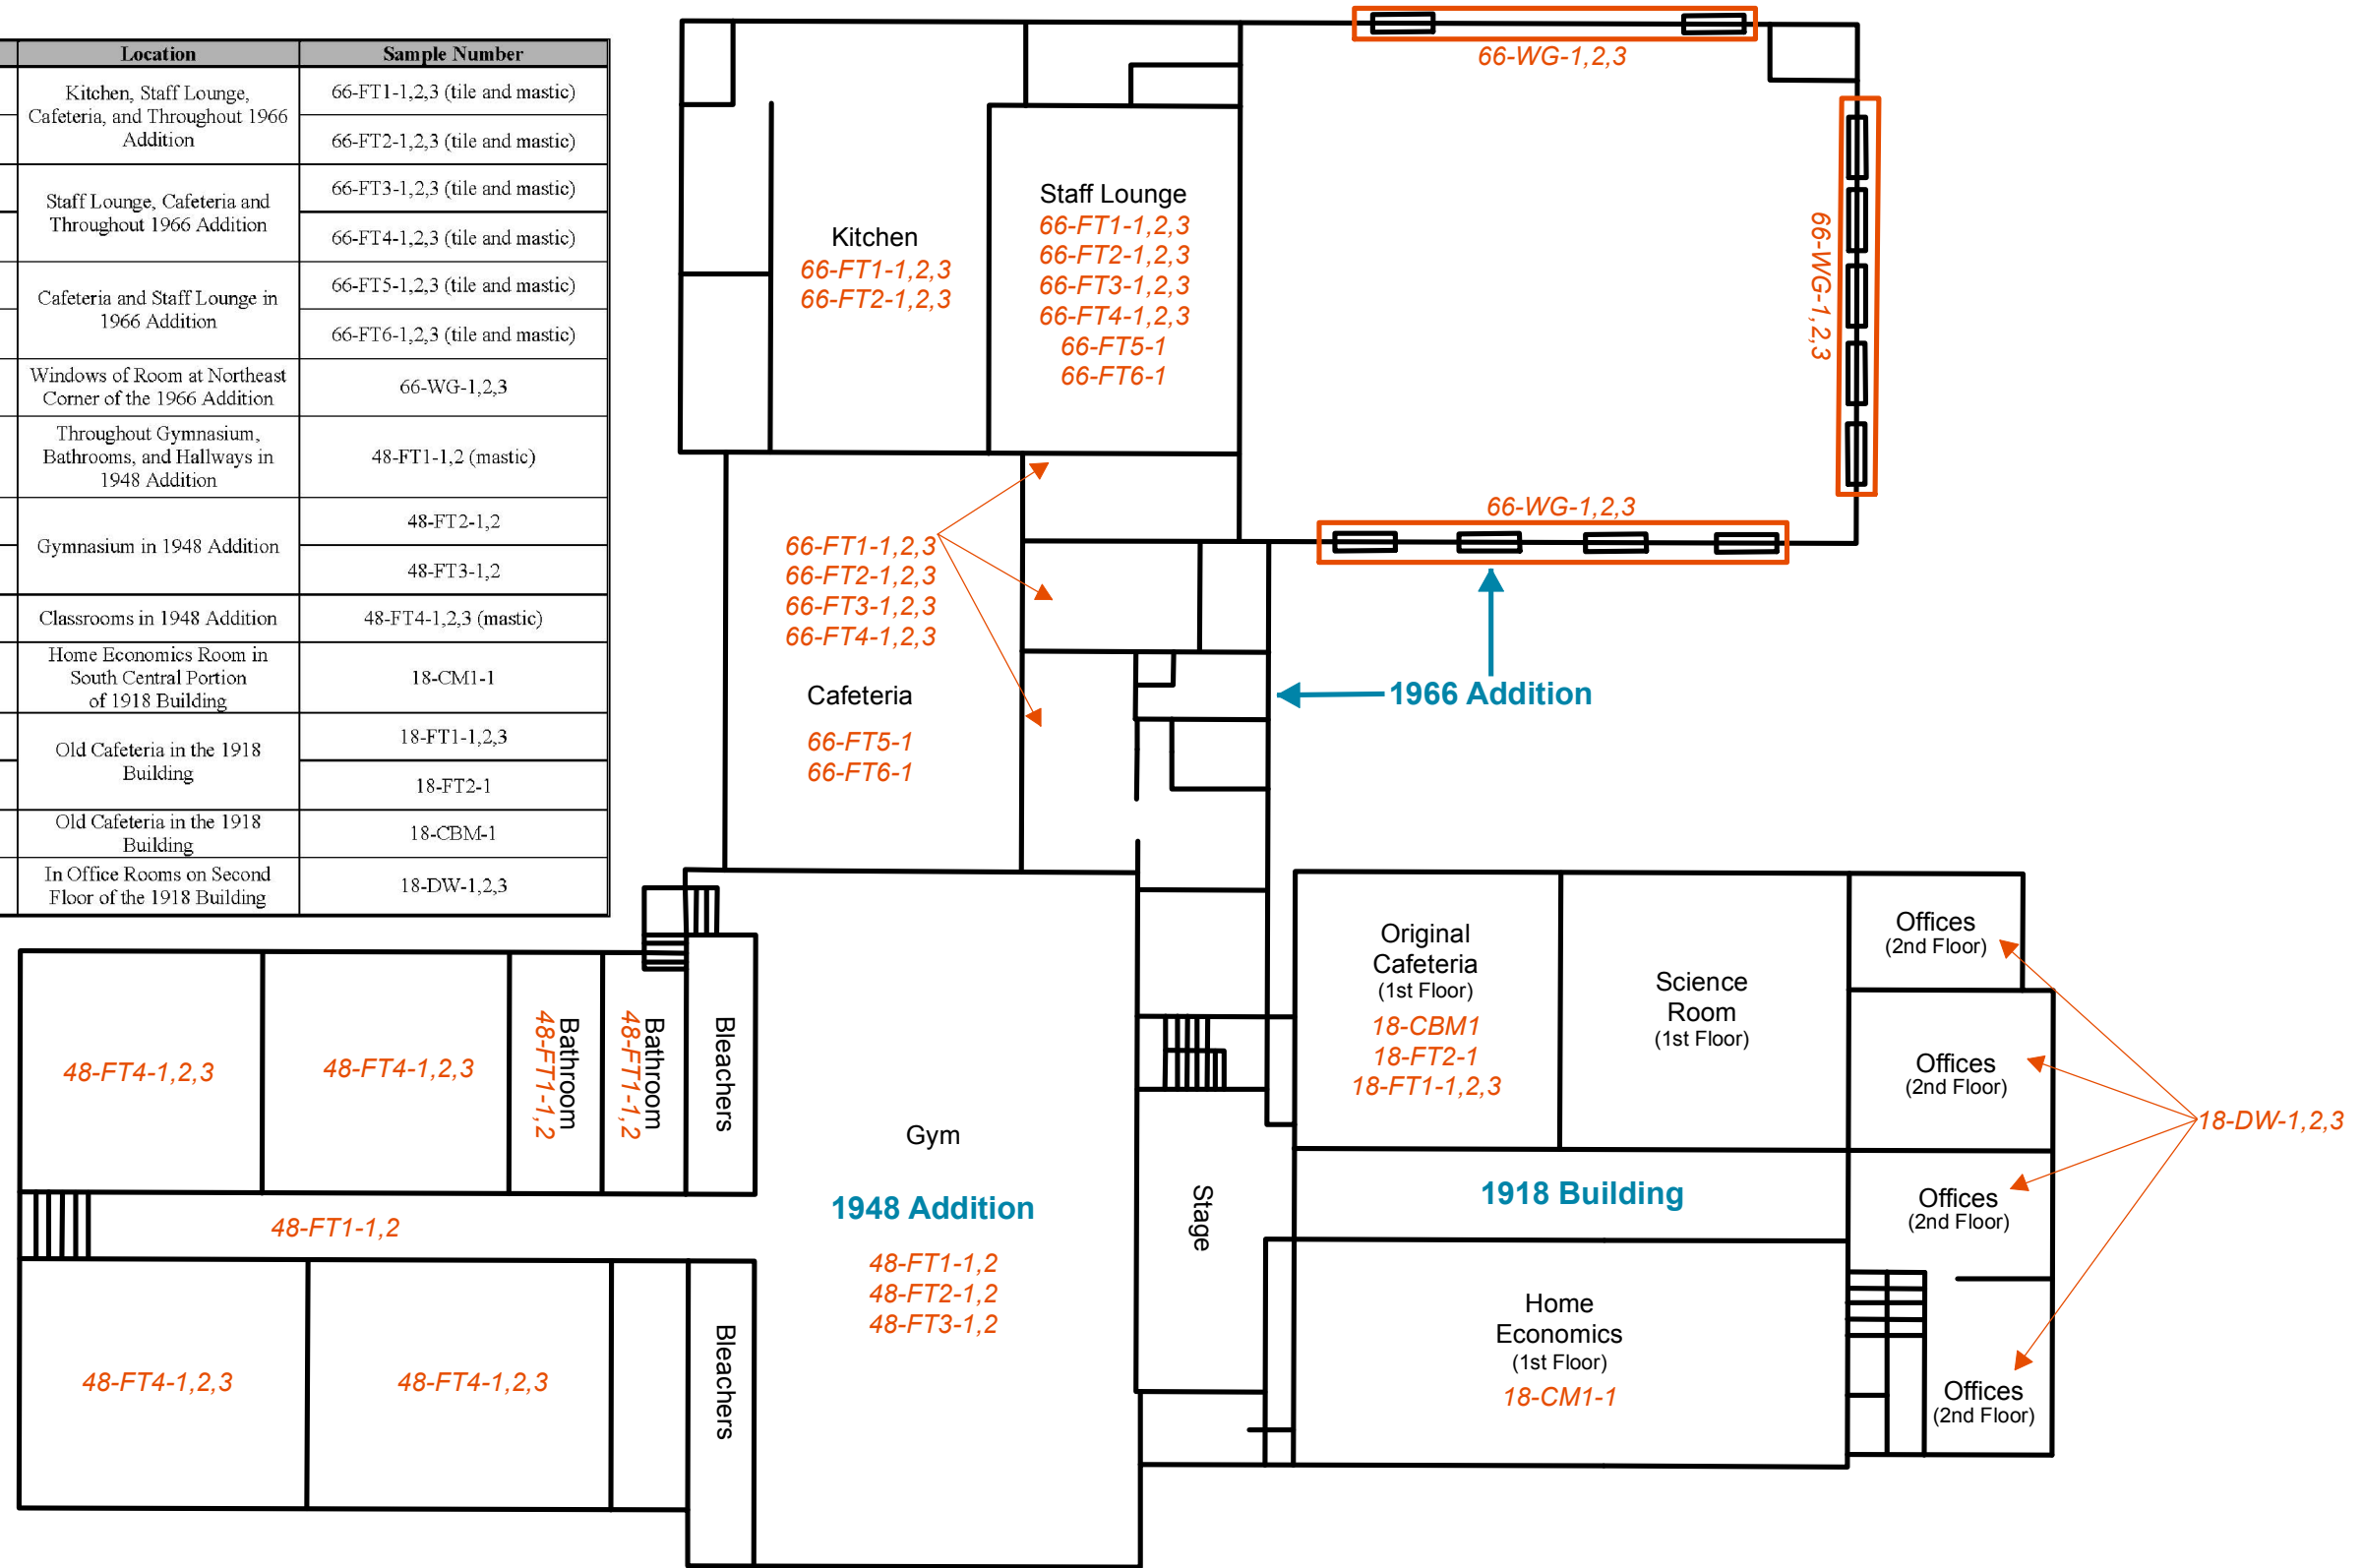 Location
Sample Number
Kitchen, Staff Lounge,
Cafeteria, and Throughout 1966
Addition
66-FT1-1,2,3 (tile and mastic)
66-FT2-1,2,3 (tile and mastic)
Staff Lounge, Cafeteria and
Throughout 1966 Addition
66-FT3-1,2,3 (tile and mastic)
66-FT4-1,2,3 (tile and mastic)
Cafeteria and Staff Lounge in
1966 Addition
66-FT5-1,2,3 (tile and mastic)
66-FT6-1,2,3 (tile and mastic)
Windows of Room at Northeast
Corner of the 1966 Addition
66-WG-1,2,3
Throughout Gymnasium,
Bathrooms, and Hallways in
1948 Addition
48-FT1-1,2 (mastic)
Gymnasium in 1948 Addition
48-FT2-1,2
48-FT3-1,2
Classrooms in 1948 Addition
48-FT4-1,2,3 (mastic)
Home Economics Room in
South Central Portion
of 1918 Building
18-CM1-1
Old Cafeteria in the 1918
Building
18-FT1-1,2,3
18-FT2-1
Old Cafeteria in the 1918
Building
18-CBM-1
In Office Rooms on Second
Floor of the 1918 Building
18-DW-1,2,3
66-WG-1,2,3
Kitchen
66-FT1-1,2,3
66-FT2-1,2,3
Staff Lounge
66-FT1-1,2,3
66-FT2-1,2,3
66-FT3-1,2,3
66-FT4-1,2,3
66-FT5-1
66-FT6-1
66-WG-1,2,3
66-WG-1,2,3
66-FT1-1,2,3
66-FT2-1,2,3
66-FT3-1,2,3
66-FT4-1,2,3
Cafeteria
66-FT5-1
66-FT6-1
1966 Addition
48-FT4-1,2,3
48-FT4-1,2,3
Bathroom
48-FT1-1,2
Bathroom
48-FT1-1,2
Bleachers
48-FT1-1,2
48-FT4-1,2,3
48-FT4-1,2,3
Bleachers
Gym
1948 Addition
48-FT1-1,2
48-FT2-1,2
48-FT3-1,2
Stage
Original
Cafeteria
(1st Floor)
18-CBM1
18-FT2-1
18-FT1-1,2,3
Science
Room
(1st Floor)
1918 Building
Home
Economics
(1st Floor)
18-CM1-1
Offices
(2nd Floor)
Offices
(2nd Floor)
Offices
(2nd Floor)
Offices
(2nd Floor)
18-DW-1,2,3